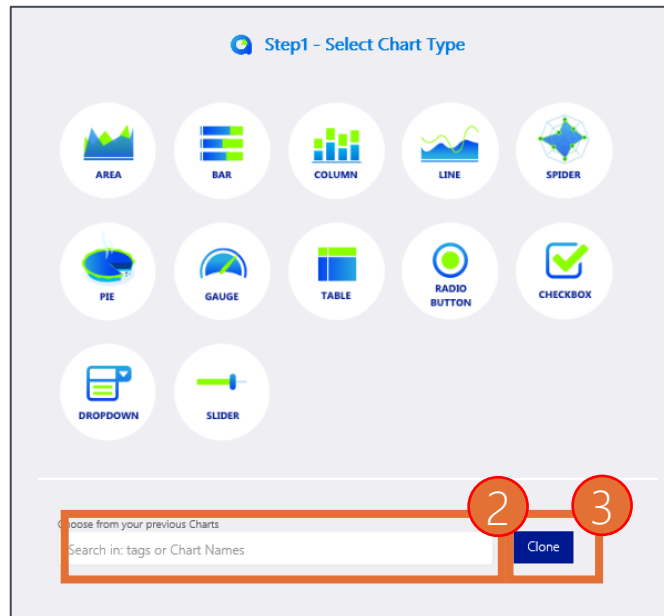 Step1 - Select Chart Type
AREA
BAR
COLUMN
LINE
SPIDER
PIE
GAUGE
TABLE
RADIO
BUTTON
CHECKBOX
DROPDOWN
SLIDER
2
3
Choose from your previous Charts
Search in: tags or Chart Names
Clone